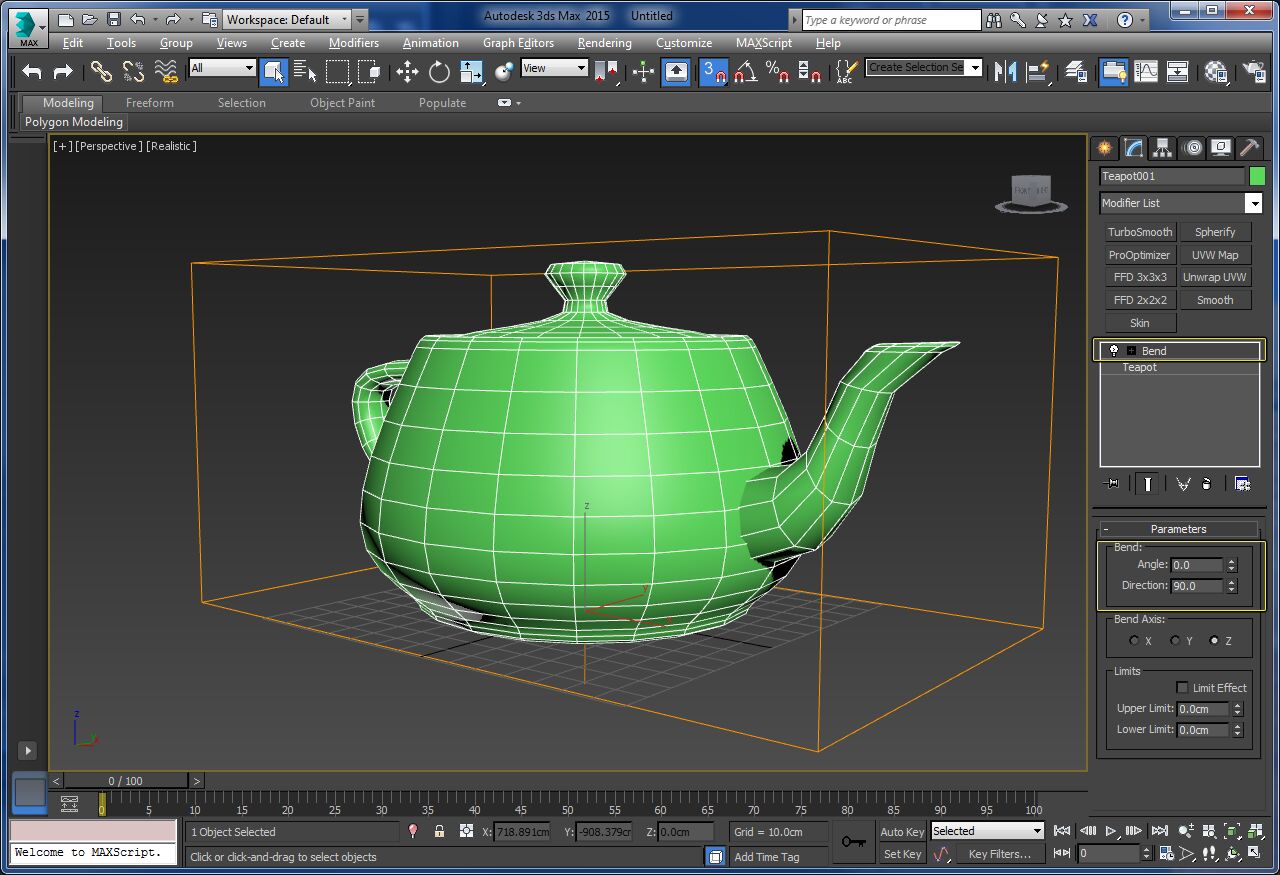 Workspace: Default
Autodesk 3ds Max 2015 Untitled
Type a keyword or phrase
MAX
Edit Tools Group Views Create Modifiers Animation Graph Editors Rendering Customize MAXScript Help
All
View
3
%
ABC
Create Selection Se
Modeling Freeform Selection Object Paint Populate
Polygon Modeling
[+] [Perspective] [Realistic]
Teapot001
Modifier List
TurboSmooth Spherify
ProOptimizer UVW Map
FFD 3x3x3 Unwrap UVW
FFD 2x2x2 Smooth
Skin
Bend
Teapot
Parameters
Bend:
Angle: 0.0
Direction: 90.0
Bend Axis:
X Y Z
Limits
Limit Effect
Upper Limit: 0.0cm
Lower Limit: 0.0cm
z
z
0 / 100
0 5 10 15 20 25 30 35 40 45 50 55 60 65 70 75 80 85 90 95 100
1 Object Selected X: 718.891cm Y: -908.379cr Z: 0.0cm Grid = 10.0cm Auto Key Selected
Welcome to MAXScript. Click or click-and-drag to select objects Add Time Tag Set Key Key Filters... 0